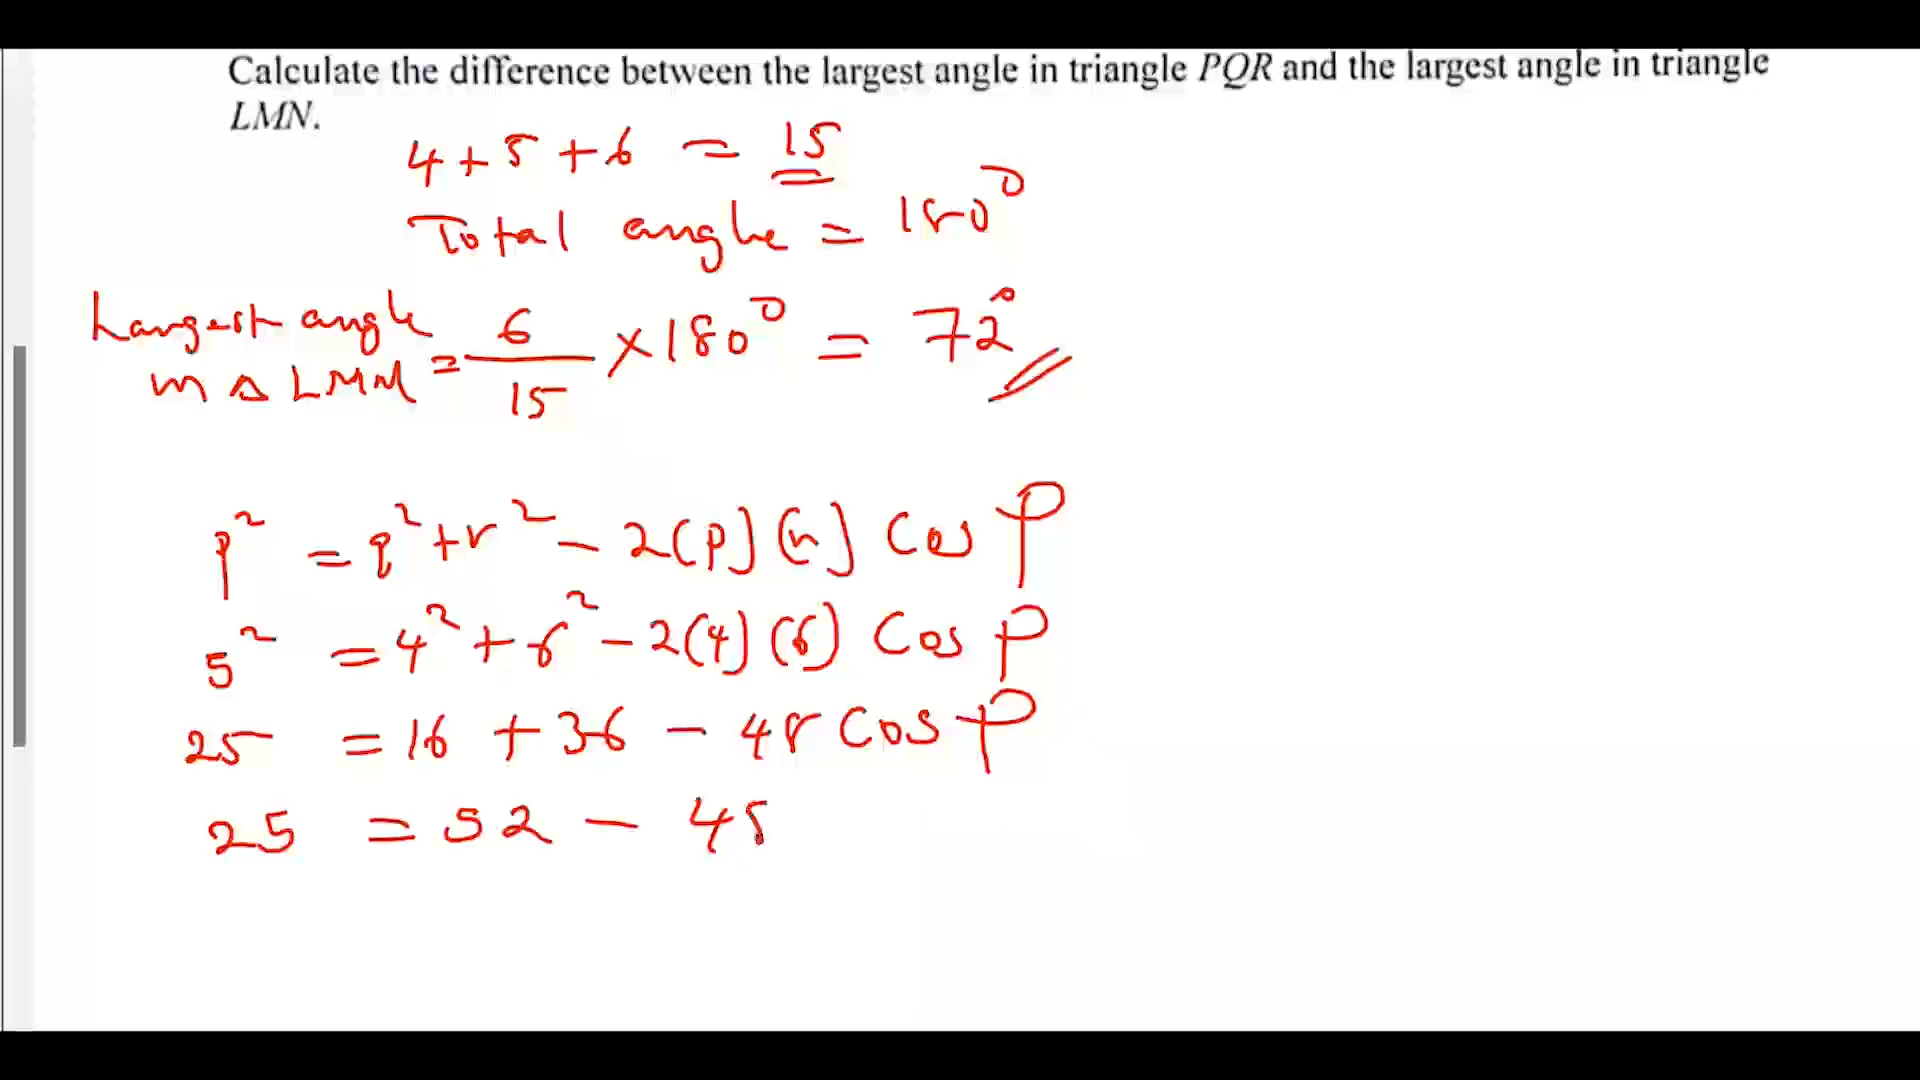 Calculate the difference between the largest angle in triangle PQR and the largest angle in triangle
LMN.
4 + 5 + 6 = 15
Total angle = 180°
Largest angle
in Δ LMN = 6/15 × 180° = 72°
p² = q² + r² - 2(p)(r) Cos P
5² = 4² + 6² - 2(4)(6) Cos P
25 = 16 + 36 - 48 Cos P
25 = 52 - 48